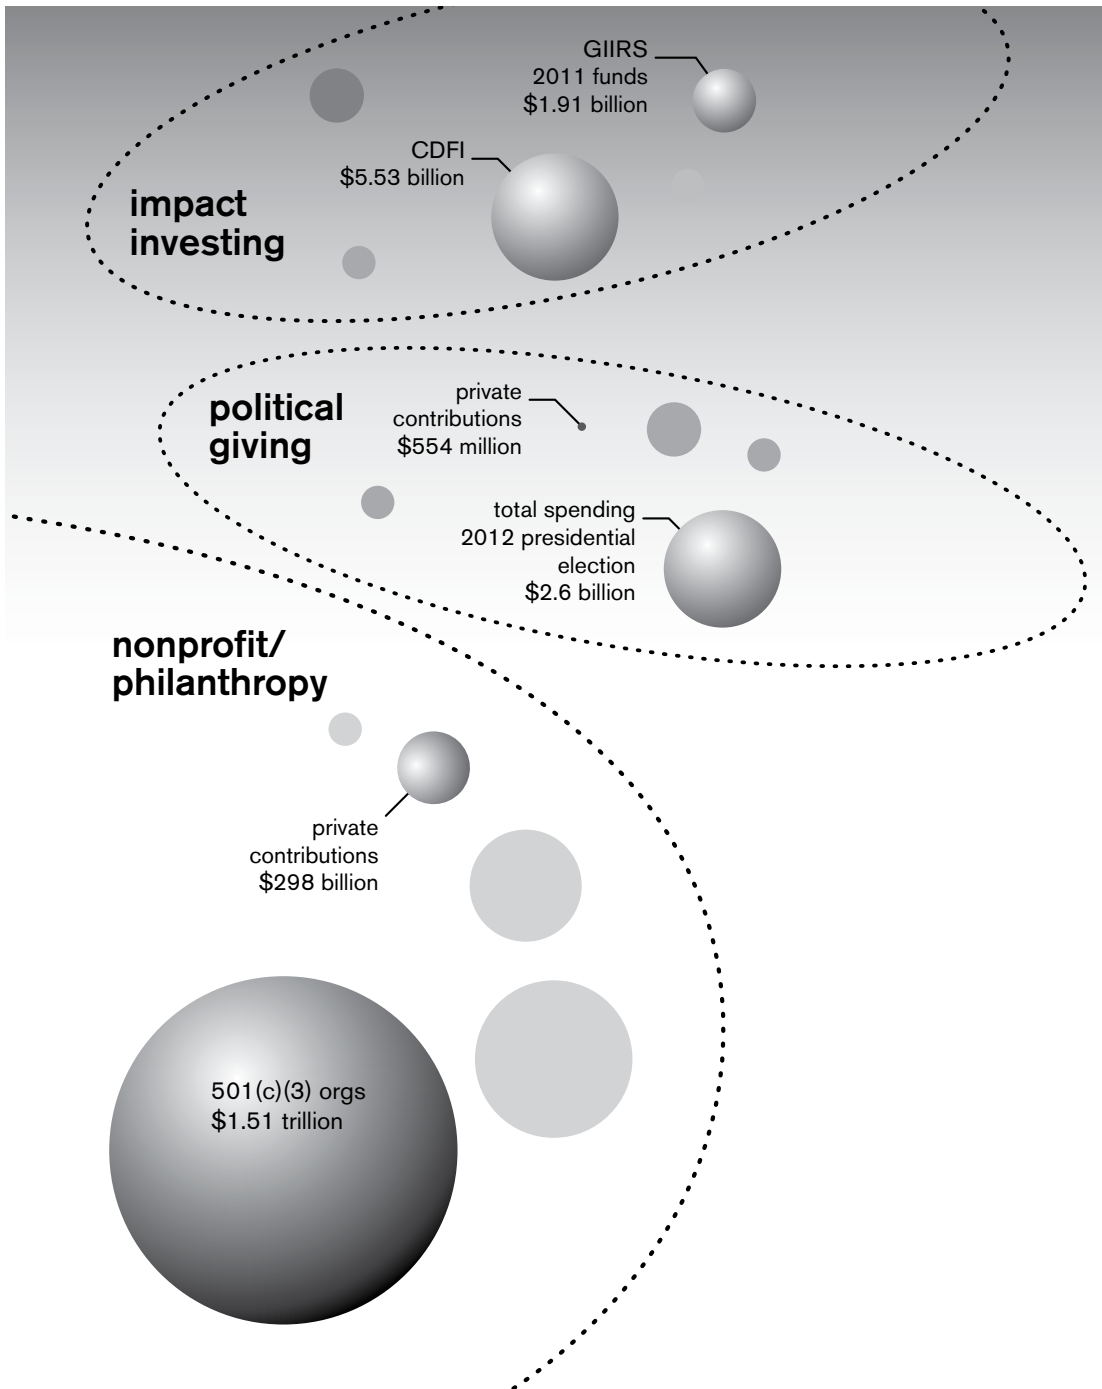 GIIRS
2011 funds
$1.91 billion
CDFI
$5.53 billion
impact
investing
political
giving
private
contributions
$554 million
total spending
2012 presidential
election
$2.6 billion
nonprofit/
philanthropy
private
contributions
$298 billion
501(c)(3) orgs
$1.51 trillion